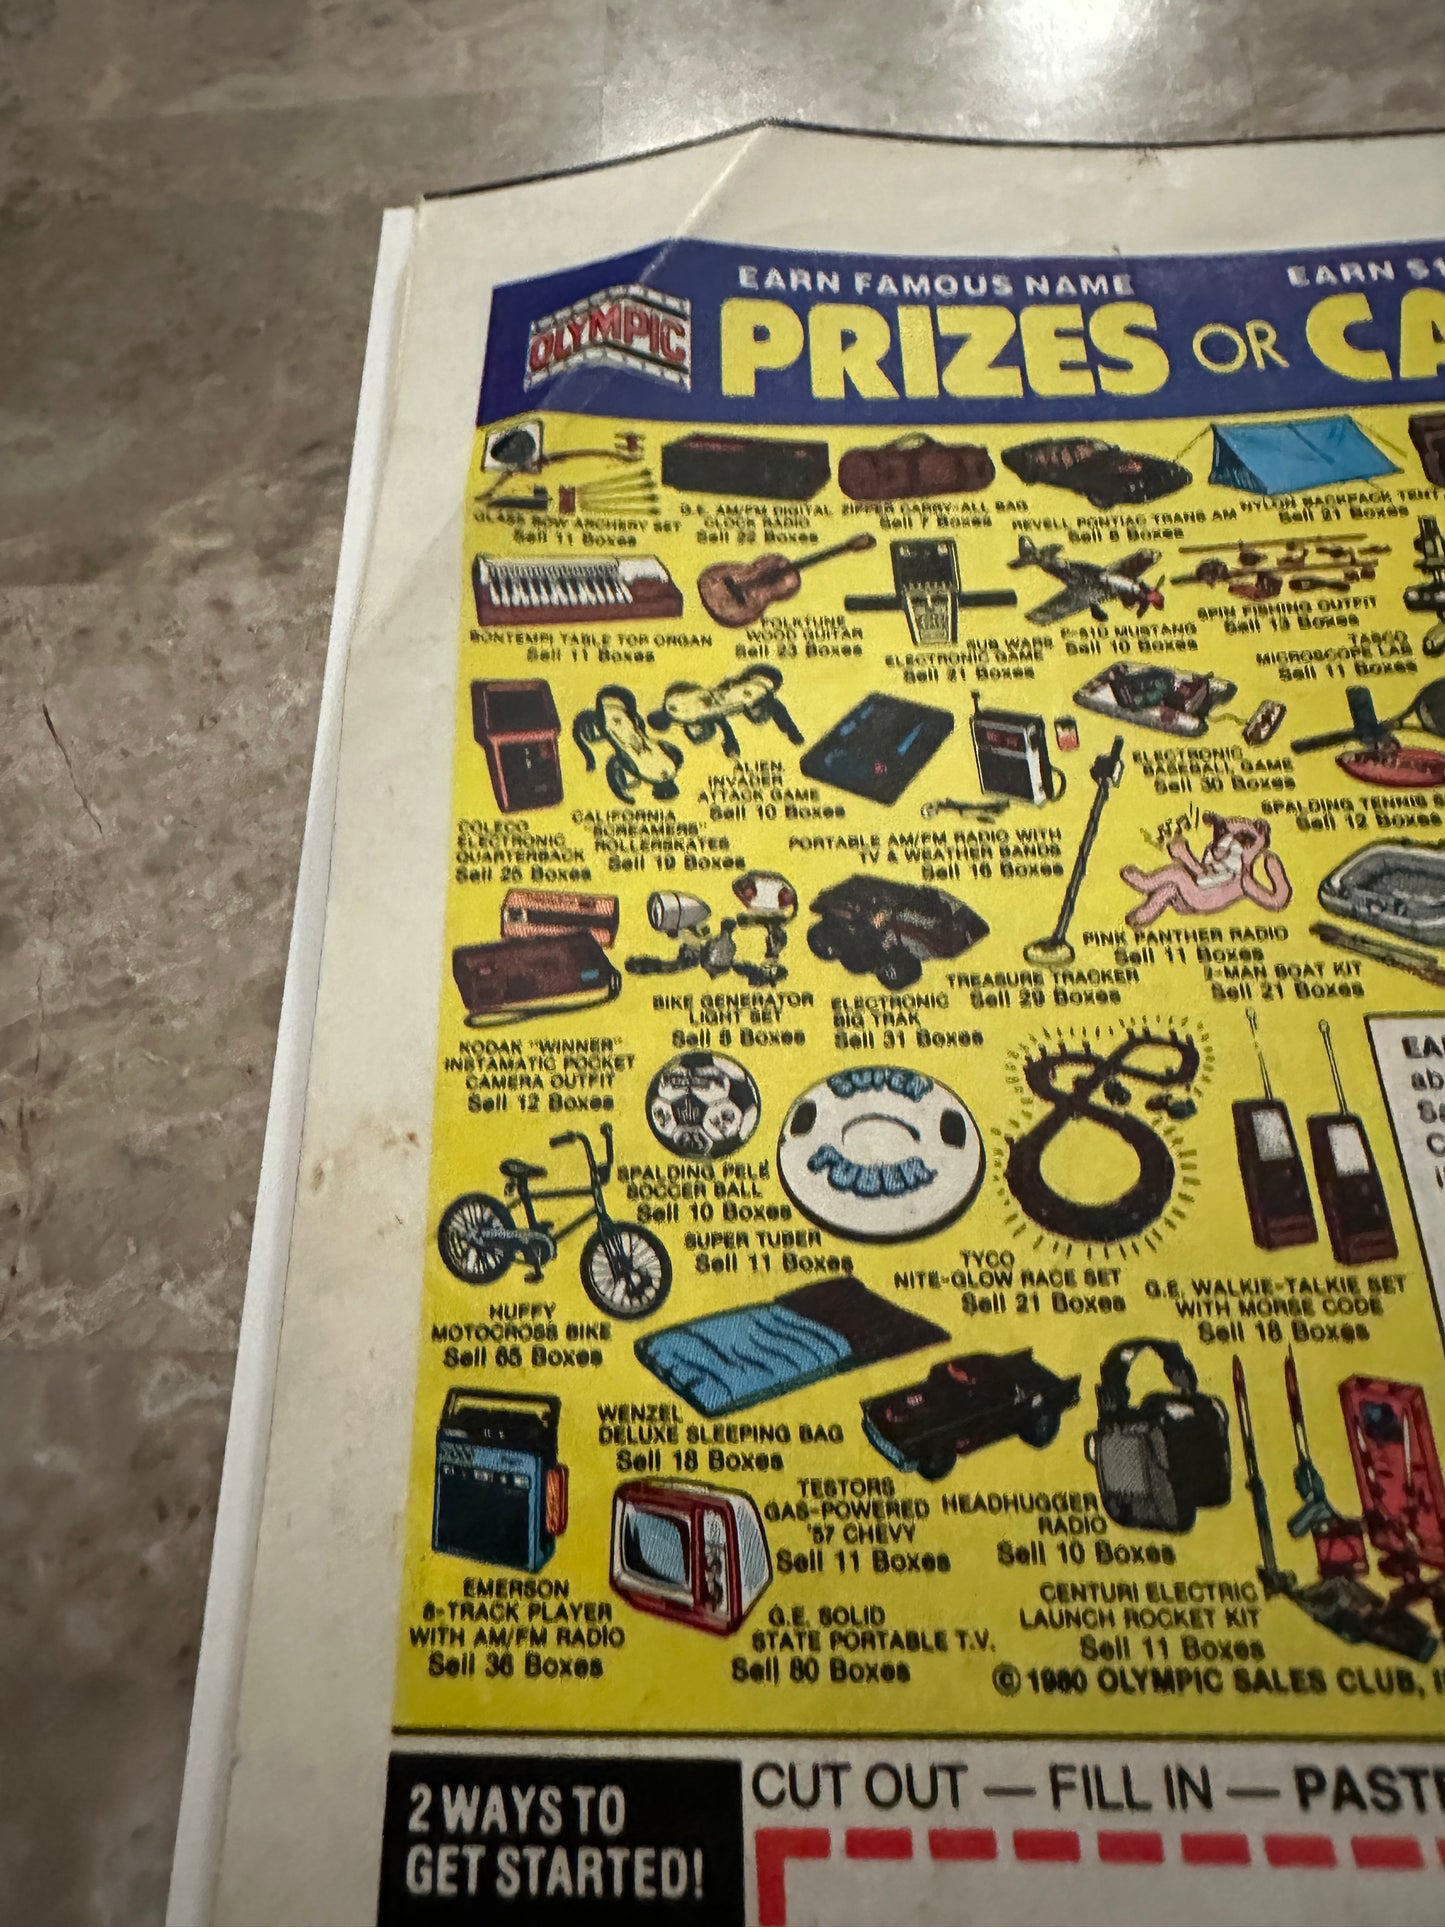 EARN FAMOUS NAME
EARN $1
OLYMPIC
PRIZES OR CA
GLASS BOW ARCHERY SET
Sell 11 Boxes
G.E. AM/FM DIGITAL
CLOCK RADIO
Sell 22 Boxes
ZIPPER CARRY-ALL BAG
Sell 7 Boxes
REVELL PONTIAC TRANS AM
Sell 6 Boxes
NYLON BACKPACK TENT
Sell 21 Boxes
BONTEMPI TABLE TOP ORGAN
Sell 11 Boxes
FOLKTUNE
WOOD GUITAR
Sell 23 Boxes
SUB WARS
ELECTRONIC GAME
Sell 21 Boxes
P-51D MUSTANG
Sell 10 Boxes
SPIN FISHING OUTFIT
Sell 13 Boxes
TASCO
MICROSCOPE LAB
Sell 11 Boxes
COLECO
ELECTRONIC
QUARTERBACK
Sell 25 Boxes
CALIFORNIA
"SCREAMERS"
ROLLERSKATES
Sell 19 Boxes
ALIEN
INVADER
ATTACK GAME
Sell 10 Boxes
PORTABLE AM/FM RADIO WITH
TV & WEATHER BANDS
Sell 16 Boxes
ELECTRONIC
BASEBALL GAME
Sell 30 Boxes
SPALDING TENNIS S
Sell 12 Boxes
KODAK "WINNER"
INSTAMATIC POCKET
CAMERA OUTFIT
Sell 12 Boxes
BIKE GENERATOR
LIGHT SET
Sell 8 Boxes
ELECTRONIC
BIG TRAK
Sell 31 Boxes
TREASURE TRACKER
Sell 29 Boxes
PINK PANTHER RADIO
Sell 11 Boxes
2-MAN BOAT KIT
Sell 21 Boxes
EA
ab
Se
C
SUPER
TUBER
HUFFY
MOTOCROSS BIKE
Sell 65 Boxes
SPALDING PELE
SOCCER BALL
Sell 10 Boxes
SUPER TUBER
Sell 11 Boxes
TYCO
NITE-GLOW RACE SET
Sell 21 Boxes
G.E. WALKIE-TALKIE SET
WITH MORSE CODE
Sell 18 Boxes
WENZEL
DELUXE SLEEPING BAG
Sell 18 Boxes
TESTORS
GAS-POWERED
'57 CHEVY
Sell 11 Boxes
HEADHUGGER
RADIO
Sell 10 Boxes
EMERSON
8-TRACK PLAYER
WITH AM/FM RADIO
Sell 36 Boxes
G.E. SOLID
STATE PORTABLE T.V.
Sell 80 Boxes
CENTURI ELECTRIC
LAUNCH ROCKET KIT
Sell 11 Boxes
© 1980 OLYMPIC SALES CLUB, I
2 WAYS TO
GET STARTED!
CUT OUT — FILL IN — PASTE